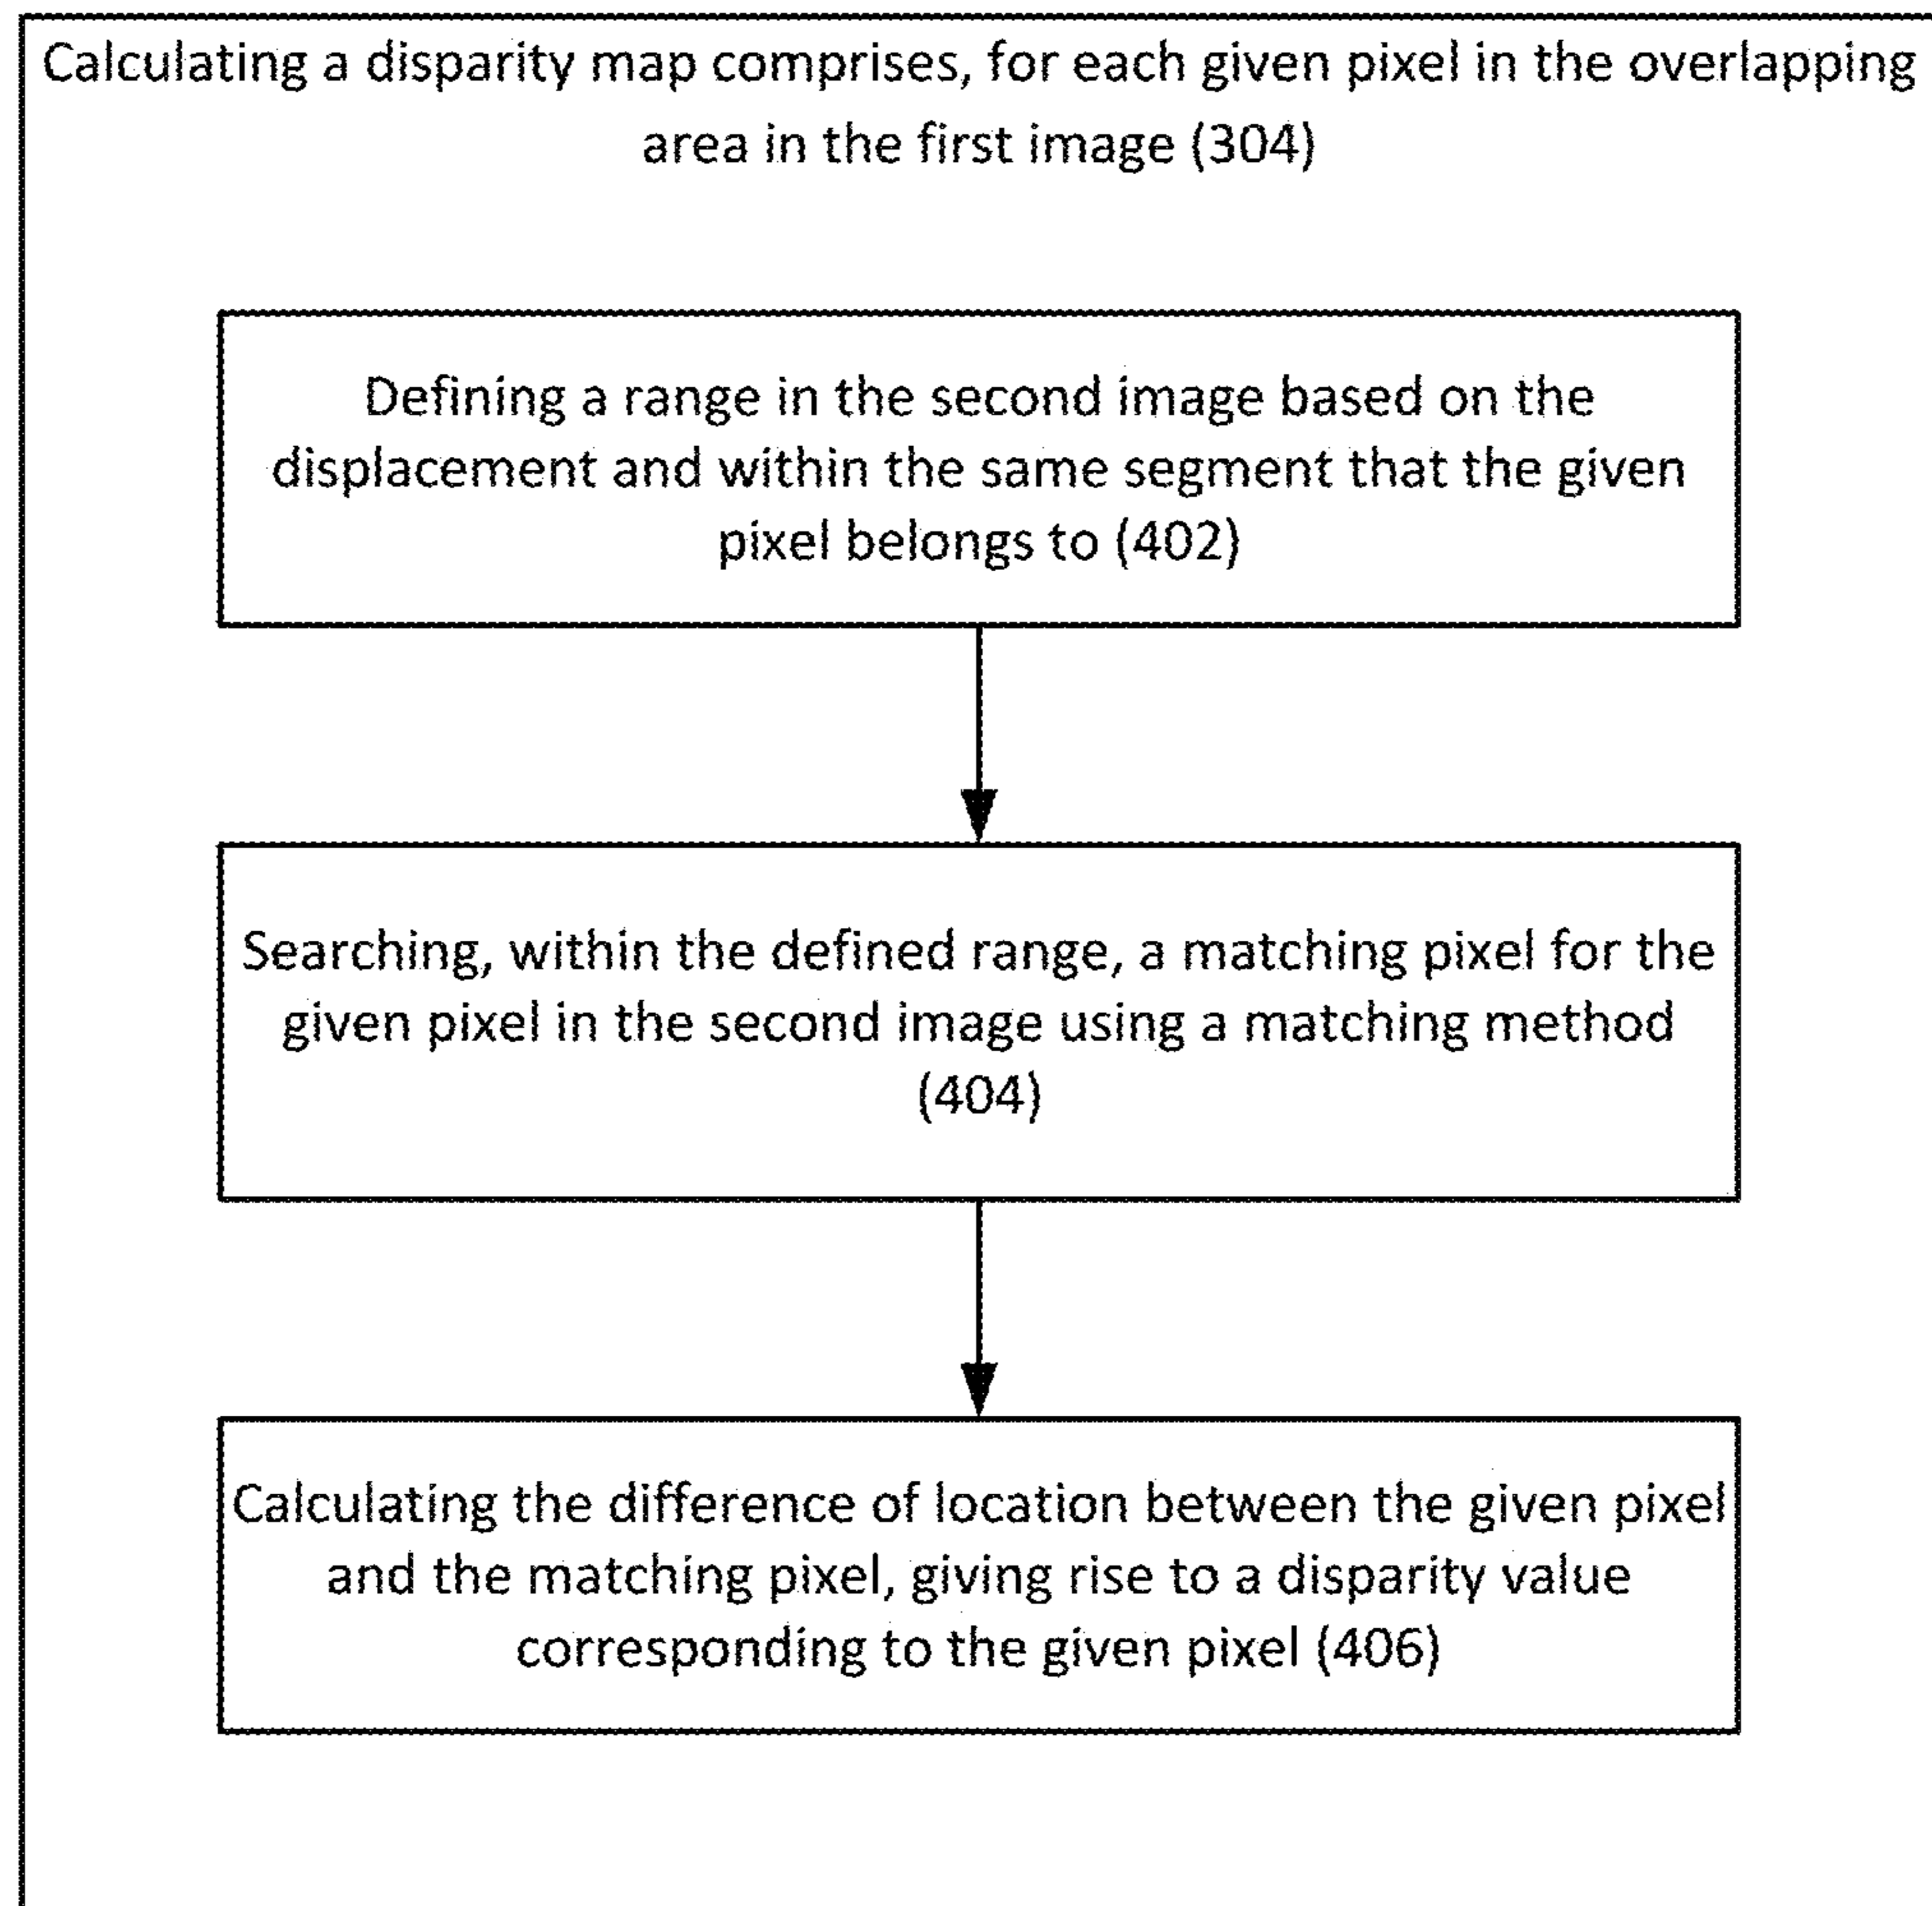 Calculating a disparity map comprises, for each given pixel in the overlapping
area in the first image (304)
Defining a range in the second image based on the
displacement and within the same segment that the given
pixel belongs to (402)
Searching, within the defined range, a matching pixel for the
given pixel in the second image using a matching method
(404)
Calculating the difference of location between the given pixel
and the matching pixel, giving rise to a disparity value
corresponding to the given pixel (406)